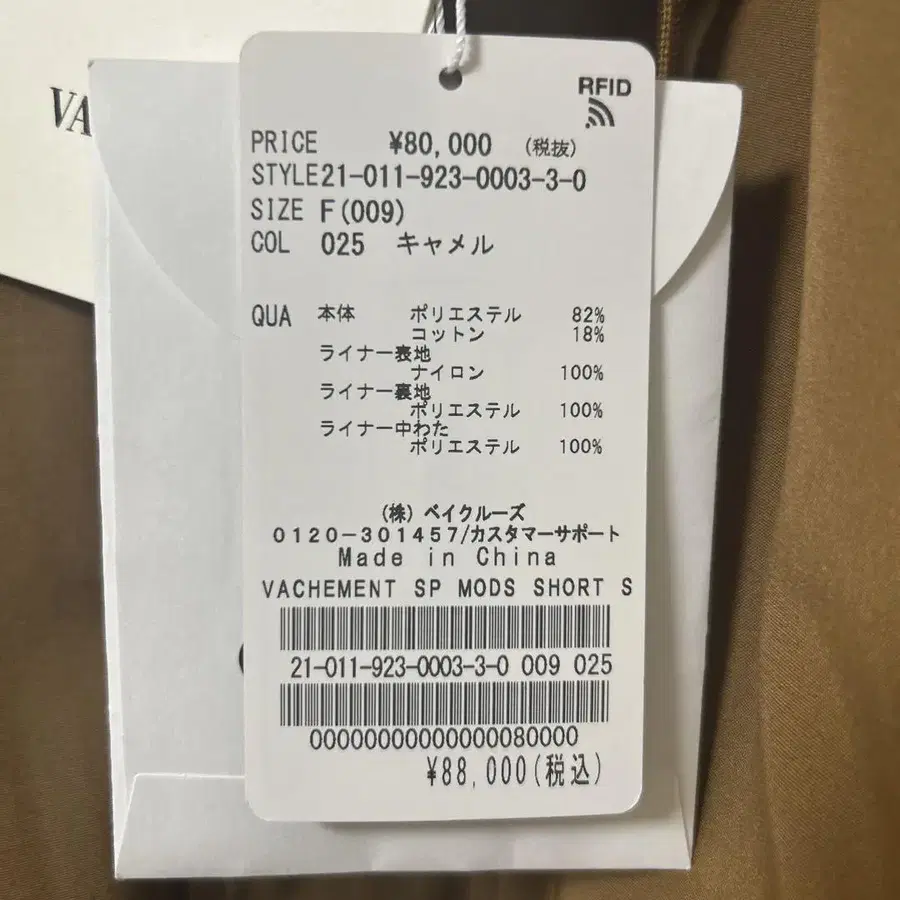 VA
RFID
PRICE ¥80,000 (税抜)
STYLE21-011-923-0003-3-0
SIZE F(009)
COL 025 キャメル
QUA 本体 ポリエステル 82%
コットン 18%
ライナー表地
ナイロン 100%
ライナー裏地
ポリエステル 100%
ライナー中わた
ポリエステル 100%
(株) ベイクルーズ
0120-301457/カスタマーサポート
Made in China
VACHEMENT SP MODS SHORT S
21-011-923-0003-3-0 009 025
00000000000000080000
¥88,000(税込)